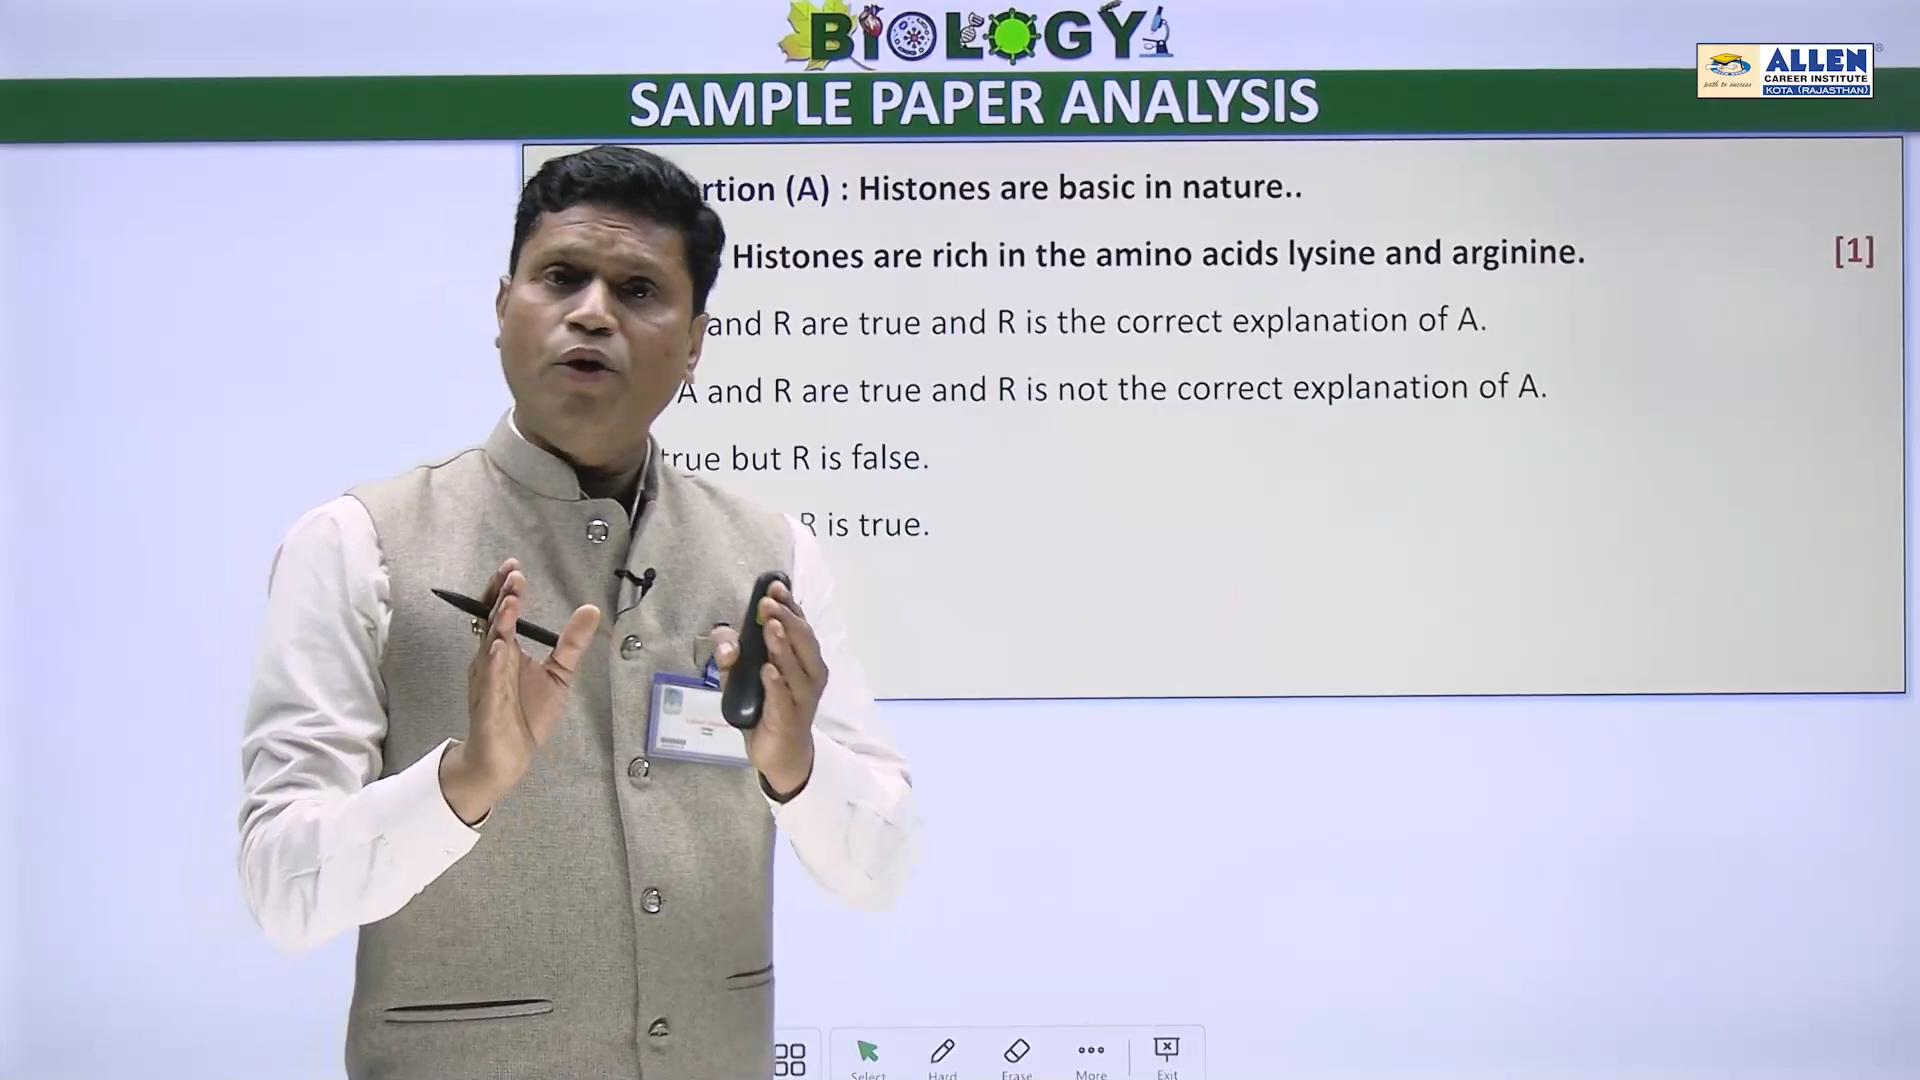 BIOLOGY
ALLEN
CAREER INSTITUTE
KOTA (RAJASTHAN)
path to success
®
SAMPLE PAPER ANALYSIS
rtion (A) : Histones are basic in nature..
Histones are rich in the amino acids lysine and arginine. [1]
and R are true and R is the correct explanation of A.
A and R are true and R is not the correct explanation of A.
true but R is false.
R is true.
Select Hard Erase More Exit